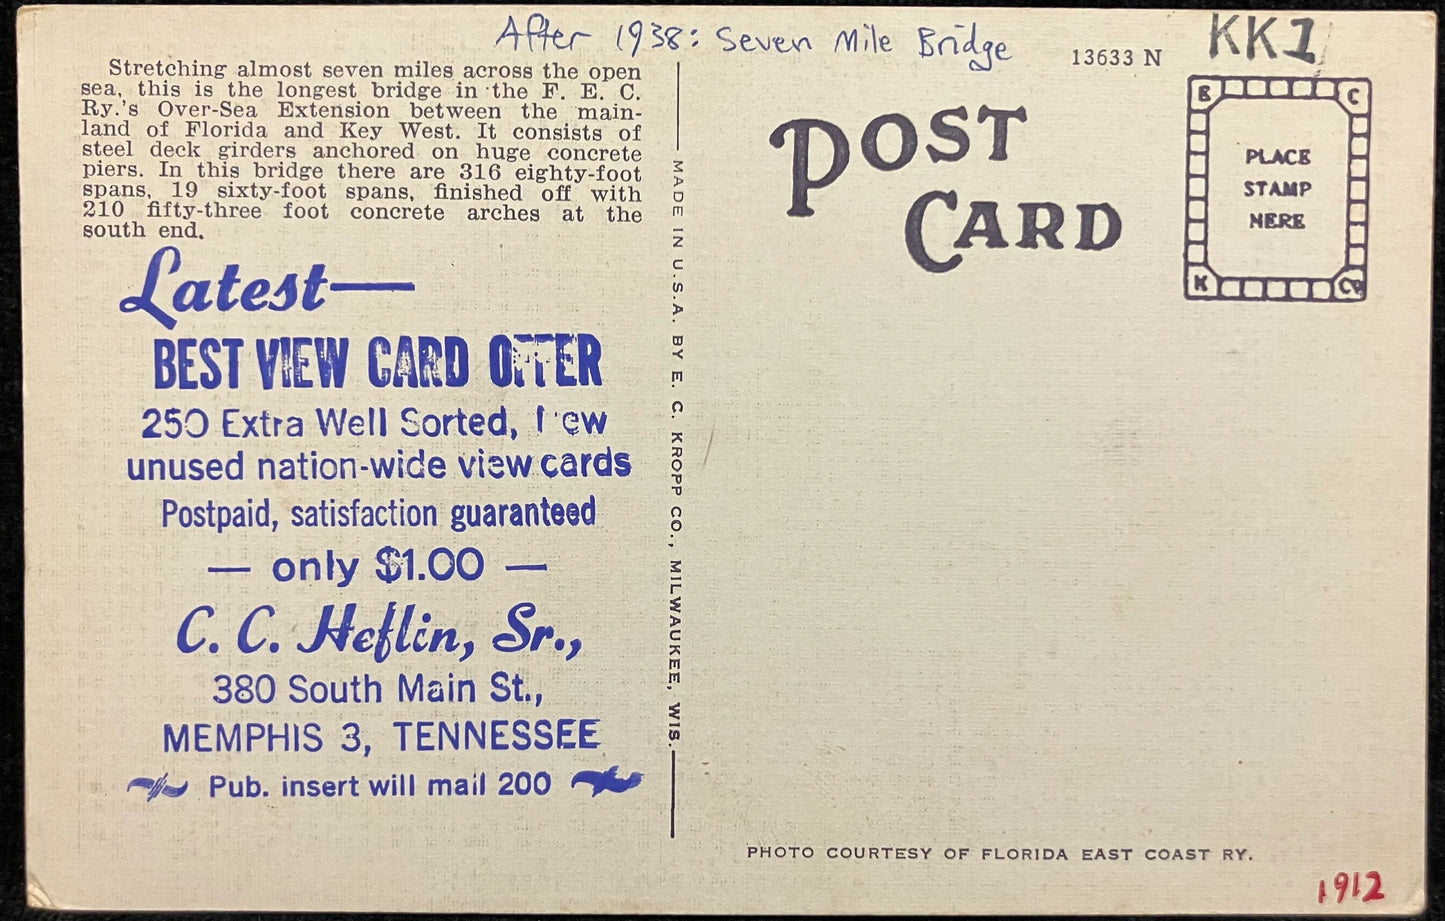 After 1938: Seven Mile Bridge
KK1
13633 N
Stretching almost seven miles across the open
sea, this is the longest bridge in the F. E. C.
Ry.'s Over-Sea Extension between the main-
land of Florida and Key West. It consists of
steel deck girders anchored on huge concrete
piers. In this bridge there are 316 eighty-foot
spans, 19 sixty-foot spans, finished off with
210 fifty-three foot concrete arches at the
south end.
Latest—
BEST VIEW CARD OFFER
250 Extra Well Sorted, New
unused nation-wide view cards
Postpaid, satisfaction guaranteed
— only $1.00 —
C. C. Heflin, Sr.,
380 South Main St.,
MEMPHIS 3, TENNESSEE
Pub. insert will mail 200
MADE IN U.S.A. BY E. C. KROPP CO., MILWAUKEE, WIS.
POST
CARD
E C
PLACE
STAMP
HERE
K Co
PHOTO COURTESY OF FLORIDA EAST COAST RY.
1912